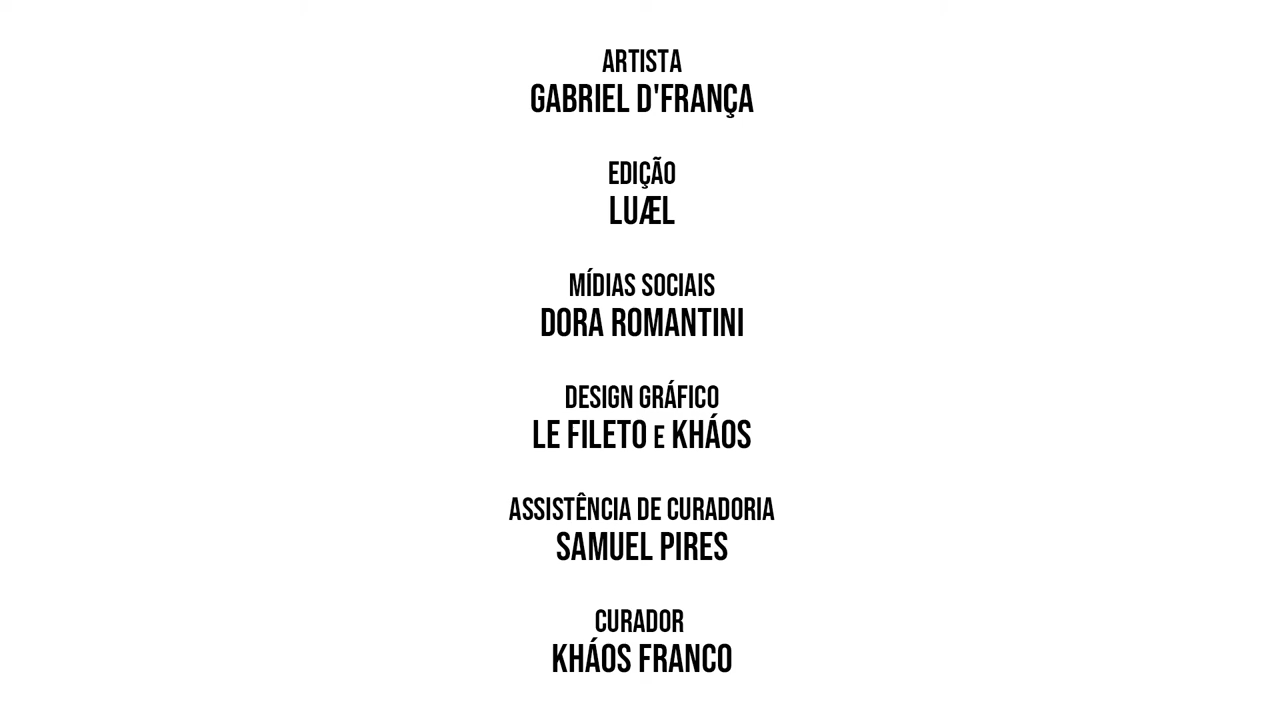 ARTISTA
GABRIEL D'FRANÇA
EDIÇÃO
LUÆL
MÍDIAS SOCIAIS
DORA ROMANTINI
DESIGN GRÁFICO
LE FILETO E KHÁOS
ASSISTÊNCIA DE CURADORIA
SAMUEL PIRES
CURADOR
KHÁOS FRANCO